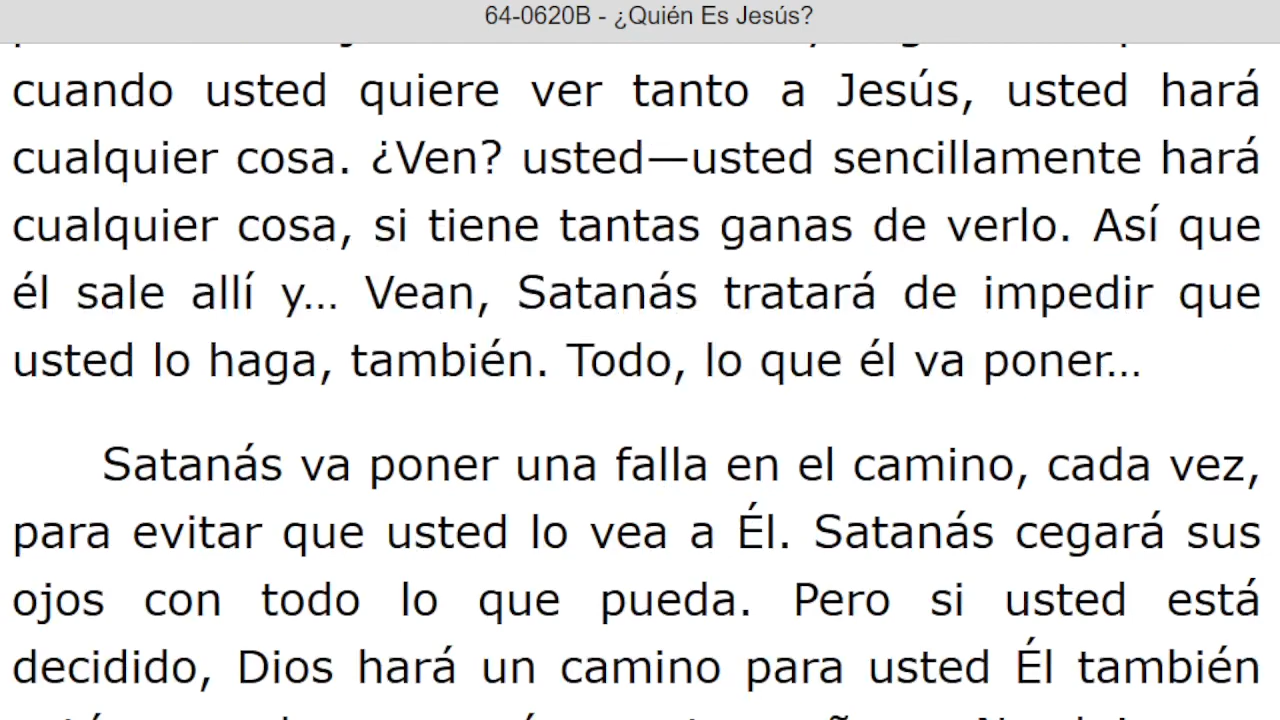 64-0620B - ¿Quién Es Jesús?
cuando usted quiere ver tanto a Jesús, usted hará
cualquier cosa. ¿Ven? usted—usted sencillamente hará
cualquier cosa, si tiene tantas ganas de verlo. Así que
él sale allí y... Vean, Satanás tratará de impedir que
usted lo haga, también. Todo, lo que él va poner...
Satanás va poner una falla en el camino, cada vez,
para evitar que usted lo vea a Él. Satanás cegará sus
ojos con todo lo que pueda. Pero si usted está
decidido, Dios hará un camino para usted Él también